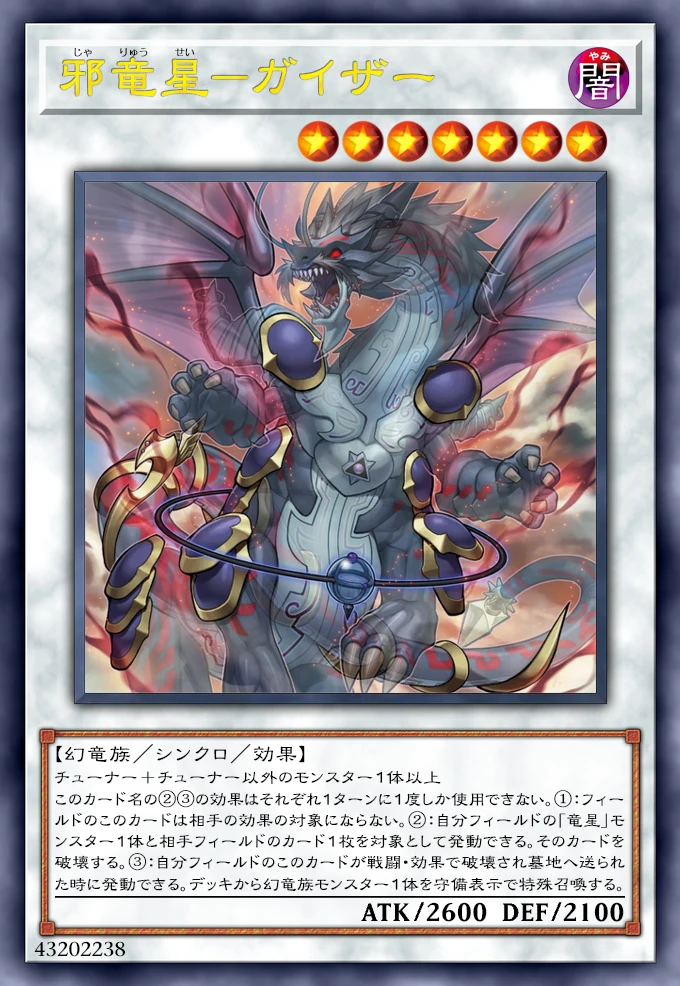 じゃ りゅう せい
邪竜星－ガイザー
やみ
闇
【幻竜族／シンクロ／効果】
チューナー＋チューナー以外のモンスター1体以上
このカード名の②③の効果はそれぞれ1ターンに1度しか使用できない。①:フィー
ルドのこのカードは相手の効果の対象にならない。②:自分フィールドの「竜星」モ
ンスター1体と相手フィールドのカード1枚を対象として発動できる。そのカードを
破壊する。③:自分フィールドのこのカードが戦闘・効果で破壊され墓地へ送られ
た時に発動できる。デッキから幻竜族モンスター1体を守備表示で特殊召喚する。
ATK/2600 DEF/2100
43202238